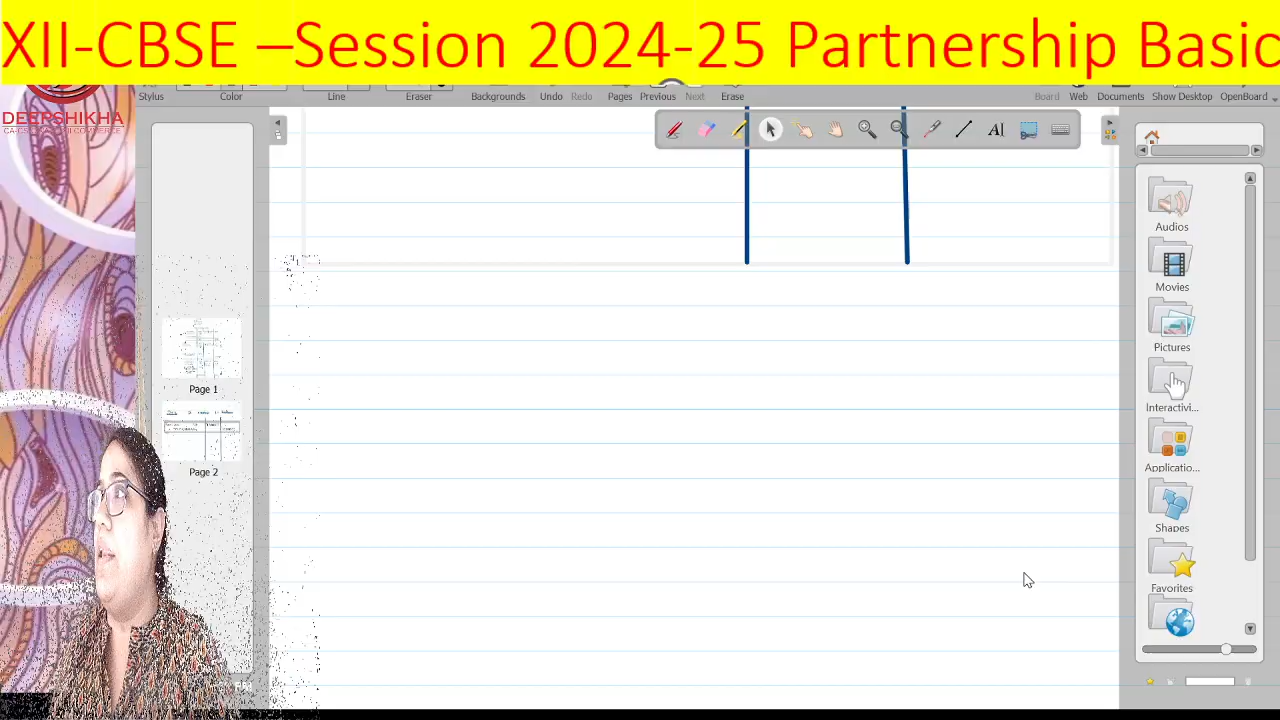 XII-CBSE –Session 2024-25 Partnership Basic
DEEPSHIKHA
Stylus Color Line Eraser Backgrounds Undo Redo Pages Previous Next Erase Board Web Documents Show Desktop OpenBoard
Audios
Movies
Pictures
Page 1
Interactivi...
Applicatio...
Page 2
Shapes
Favorites